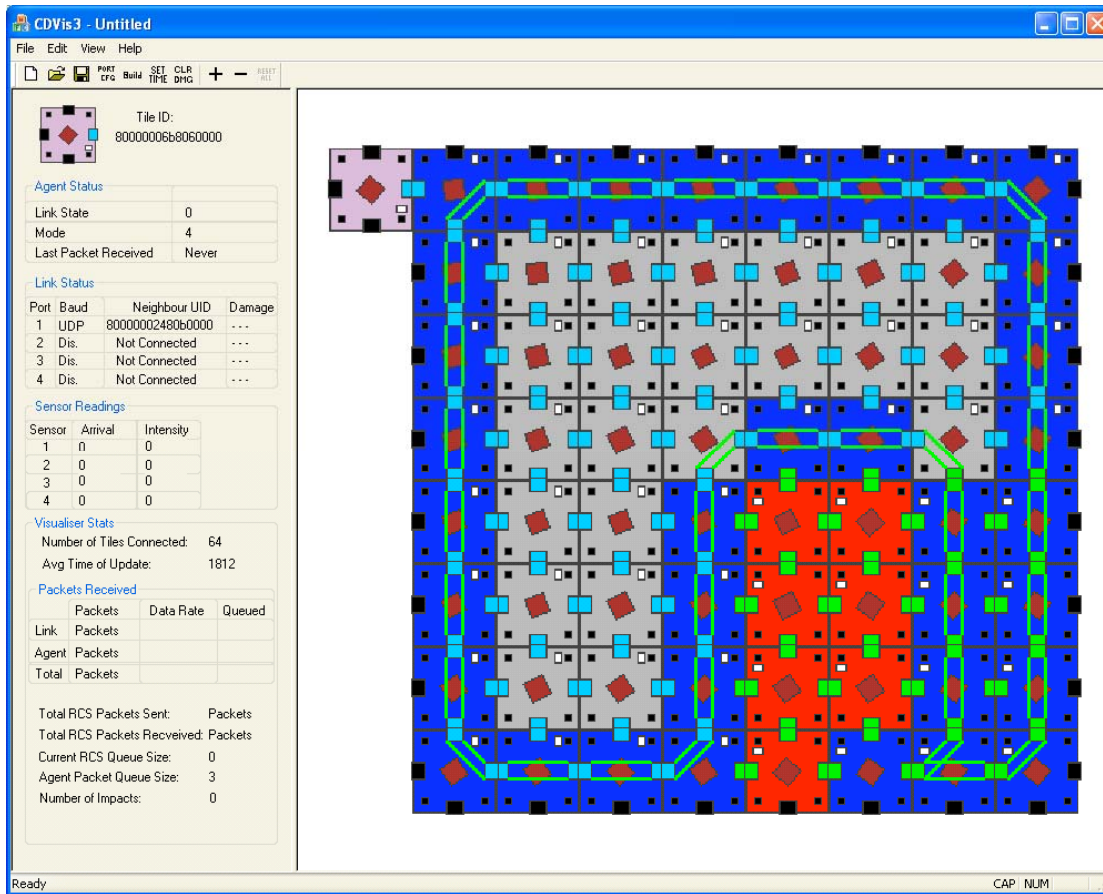 CDVis3 - Untitled
File Edit View Help
PORT CFG Build SET TIME CLR DMG RESET ALL
Tile ID:
80000006b8060000
Agent Status
Link State 0
Mode 4
Last Packet Received Never
Link Status
Port Baud Neighbour UID Damage
1 UDP 80000002480b0000 ---
2 Dis. Not Connected ---
3 Dis. Not Connected ---
4 Dis. Not Connected ---
Sensor Readings
Sensor Arrival Intensity
1 0 0
2 0 0
3 0 0
4 0 0
Visualiser Stats
Number of Tiles Connected: 64
Avg Time of Update: 1812
Packets Received
Packets Data Rate Queued
Link Packets
Agent Packets
Total Packets
Total RCS Packets Sent: Packets
Total RCS Packets Recveived: Packets
Current RCS Queue Size: 0
Agent Packet Queue Size: 3
Number of Impacts: 0
Ready CAP NUM